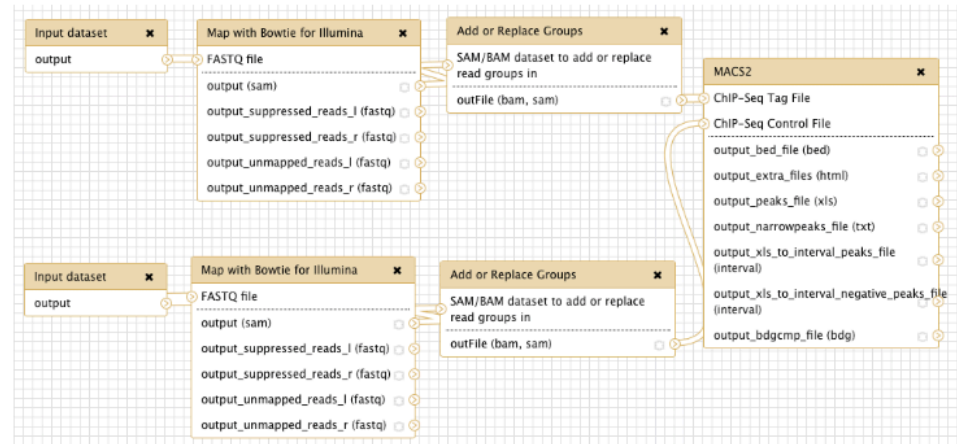 Input dataset
output
Map with Bowtie for Illumina
FASTQ file
output (sam)
output_suppressed_reads_l (fastq)
output_suppressed_reads_r (fastq)
output_unmapped_reads_l (fastq)
output_unmapped_reads_r (fastq)
Add or Replace Groups
SAM/BAM dataset to add or replace
read groups in
outFile (bam, sam)
MACS2
ChIP-Seq Tag File
ChIP-Seq Control File
output_bed_file (bed)
output_extra_files (html)
output_peaks_file (xls)
output_narrowpeaks_file (txt)
output_xls_to_interval_peaks_file
(interval)
output_xls_to_interval_negative_peaks_file
(interval)
output_bdgcmp_file (bdg)
Input dataset
output
Map with Bowtie for Illumina
FASTQ file
output (sam)
output_suppressed_reads_l (fastq)
output_suppressed_reads_r (fastq)
output_unmapped_reads_l (fastq)
output_unmapped_reads_r (fastq)
Add or Replace Groups
SAM/BAM dataset to add or replace
read groups in
outFile (bam, sam)